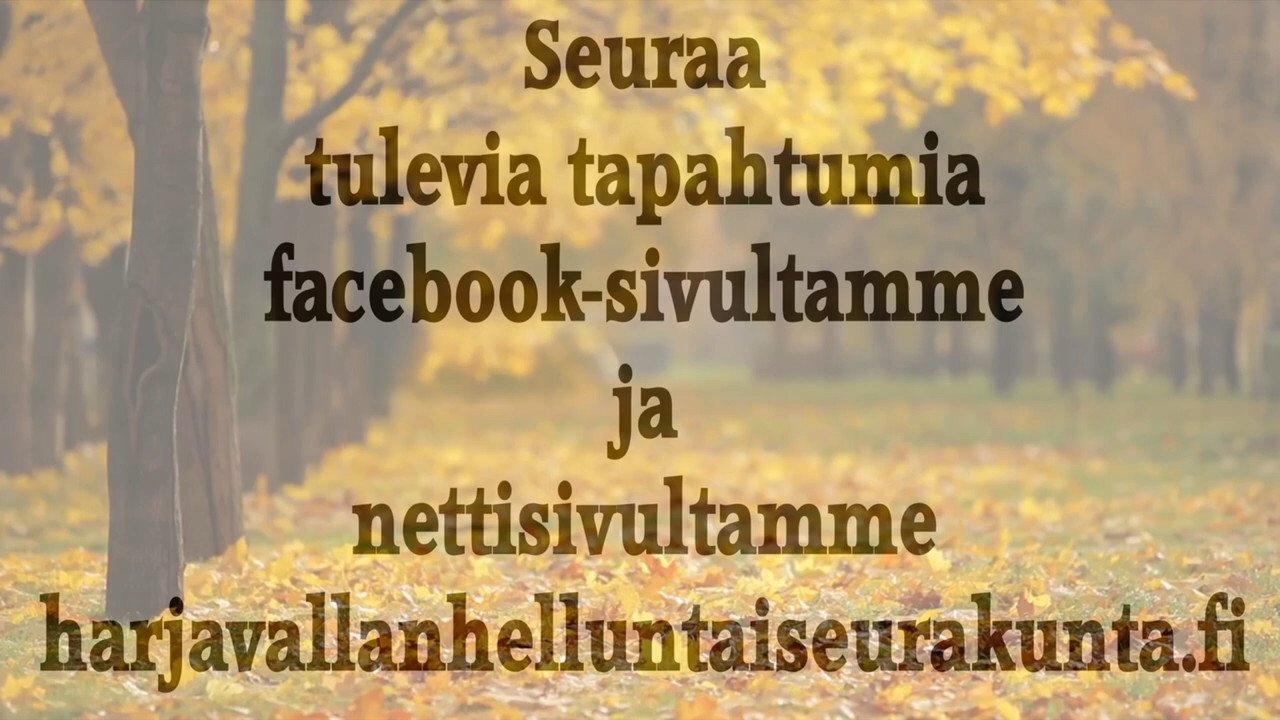 Seuraa
tulevia tapahtumia
facebook-sivultamme
ja
nettisivultamme
harjavallanhelluntaiseurakunta.fi